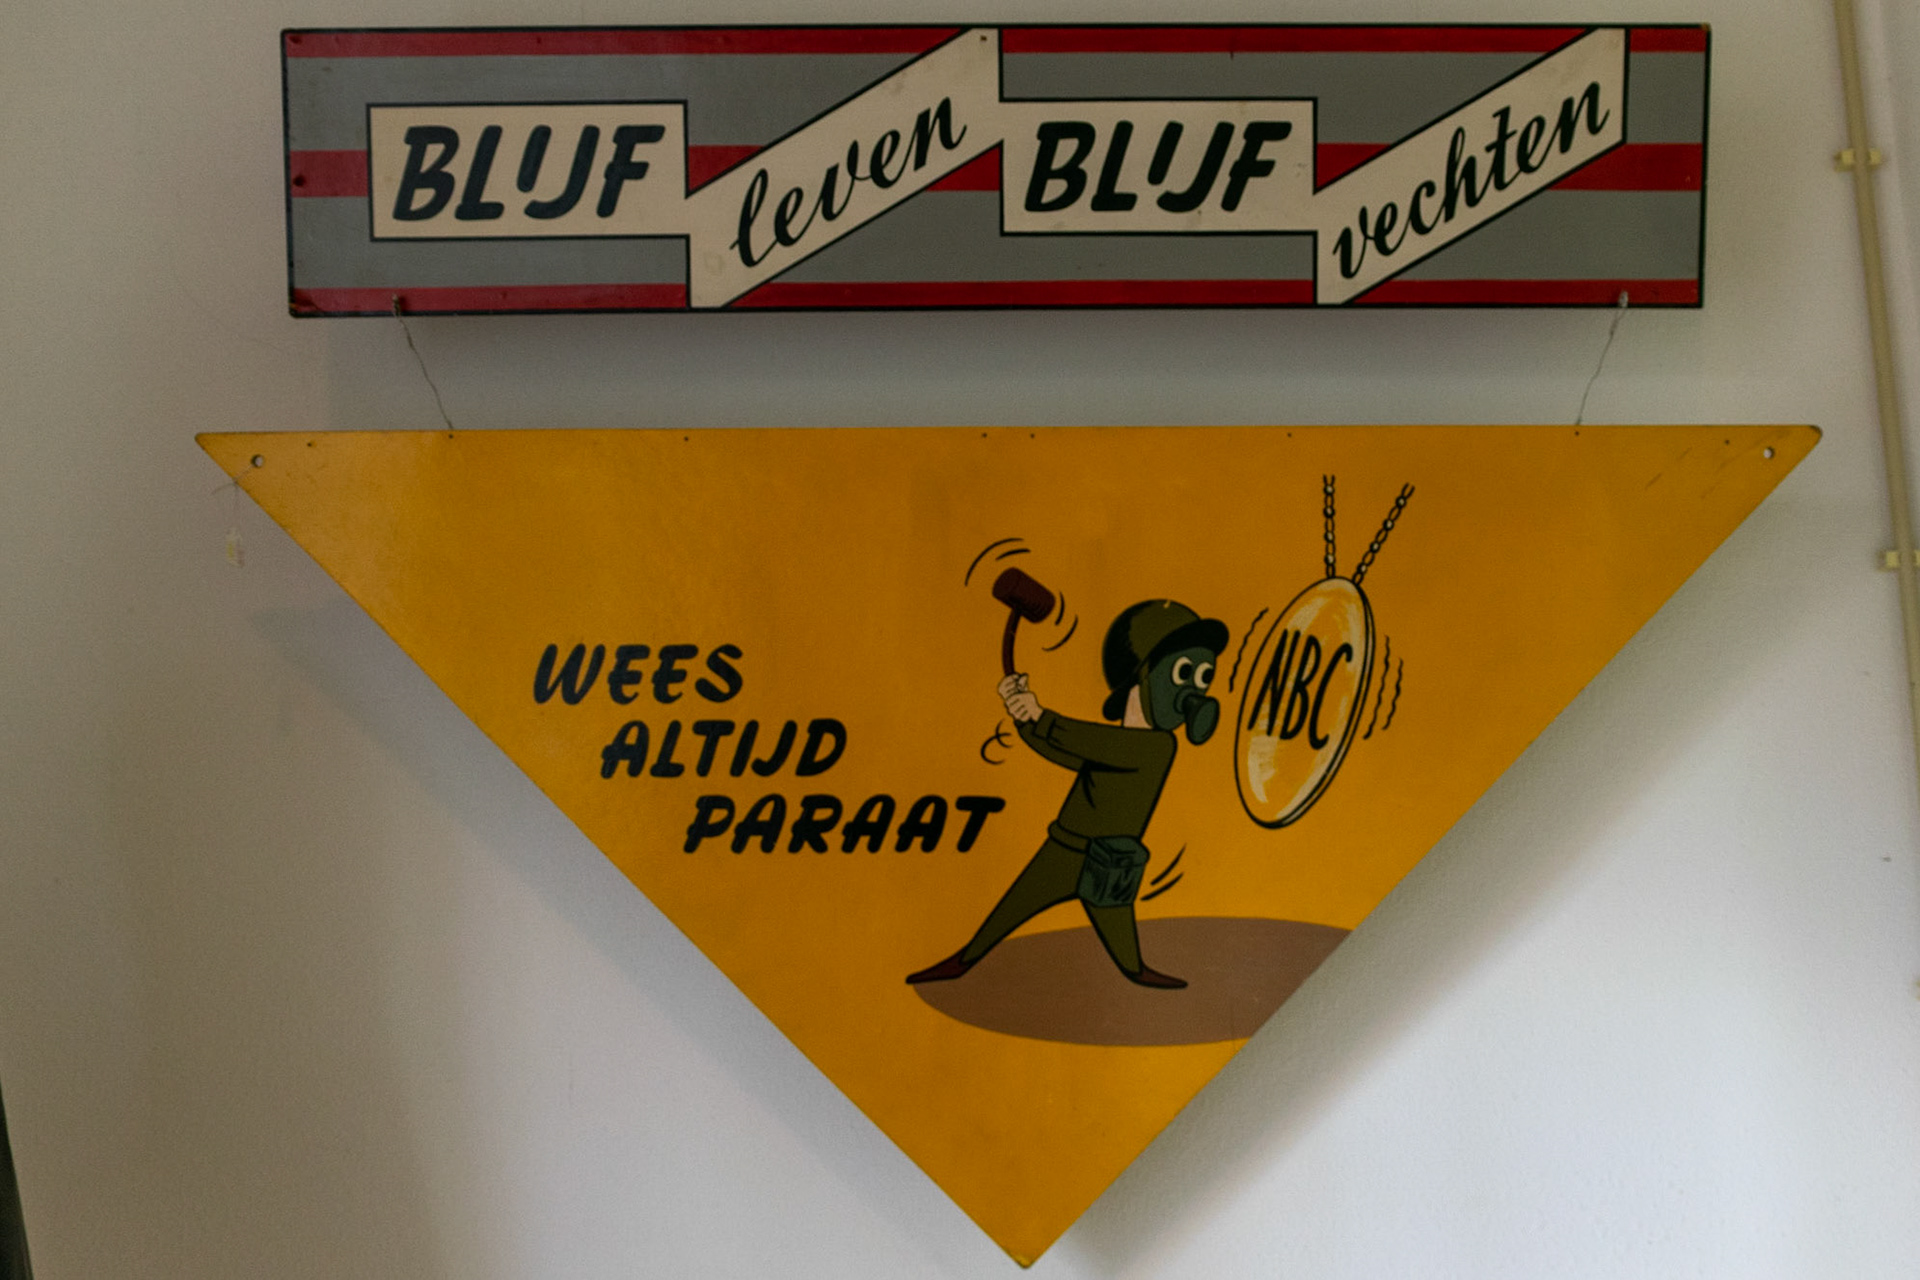 BLIJF leven BLIJF vechten
WEES
ALTIJD
PARAAT
NBC